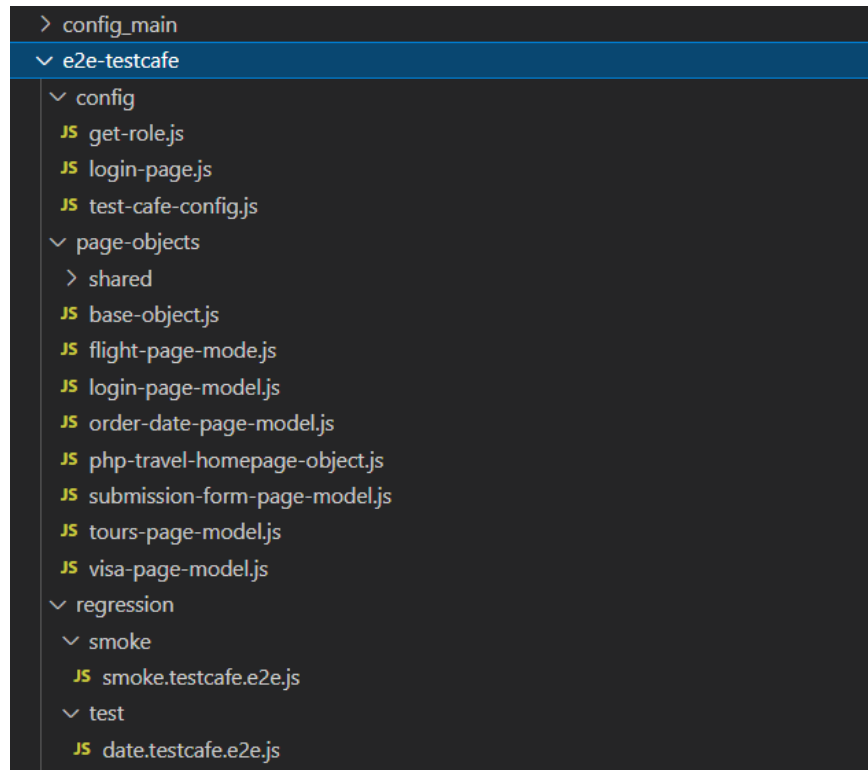 config_main
e2e-testcafe
config
JS get-role.js
JS login-page.js
JS test-cafe-config.js
page-objects
shared
JS base-object.js
JS flight-page-mode.js
JS login-page-model.js
JS order-date-page-model.js
JS php-travel-homepage-object.js
JS submission-form-page-model.js
JS tours-page-model.js
JS visa-page-model.js
regression
smoke
JS smoke.testcafe.e2e.js
test
JS date.testcafe.e2e.js